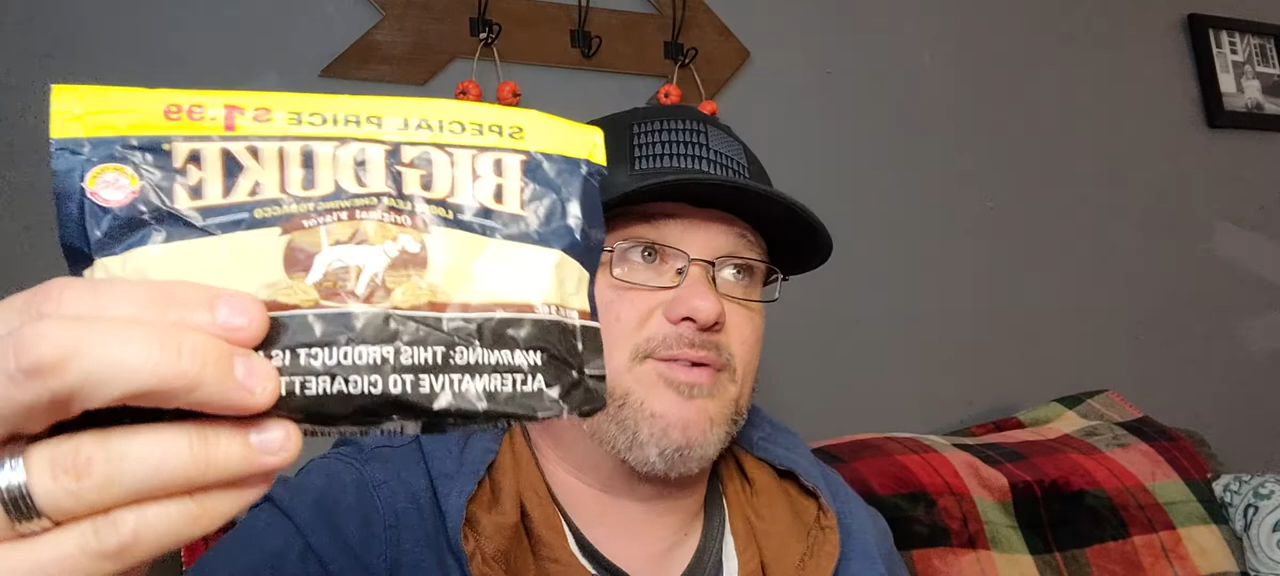 SPECIAL PRICE $1.99
BIG DUKE
LOOSE LEAF CHEWING TOBACCO
Original Flavor
WARNING: THIS PRODUCT IS
ALTERNATIVE TO CIGARETT